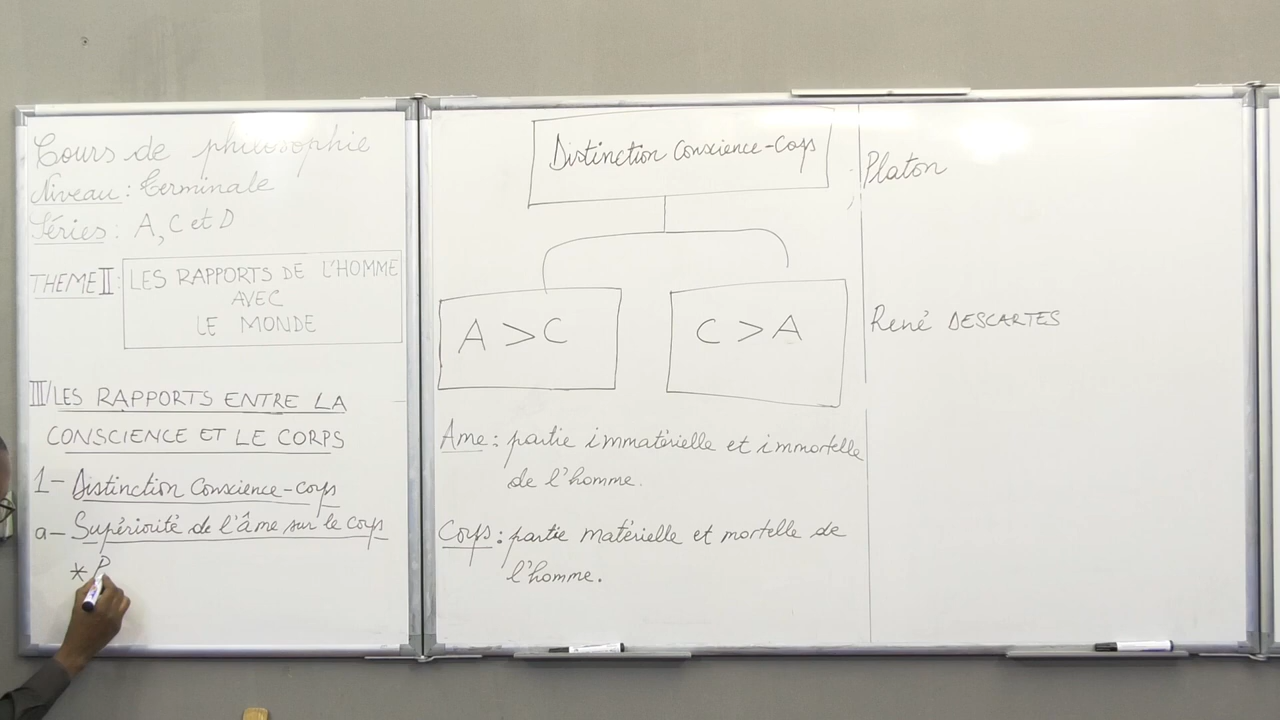 Cours de philosophie
Niveau : Terminale
Séries : A, C et D
THEME II :
LES RAPPORTS DE L'HOMME
AVEC
LE MONDE
III/ LES RAPPORTS ENTRE LA
CONSCIENCE ET LE CORPS
1- Distinction Conscience-corps
a- Supériorité de l'âme sur le corps
* P
Distinction Conscience-Corps
A > C
C > A
Ame : partie immatérielle et immortelle
de l'homme.
Corps : partie matérielle et mortelle de
l'homme.
Platon
René DESCARTES